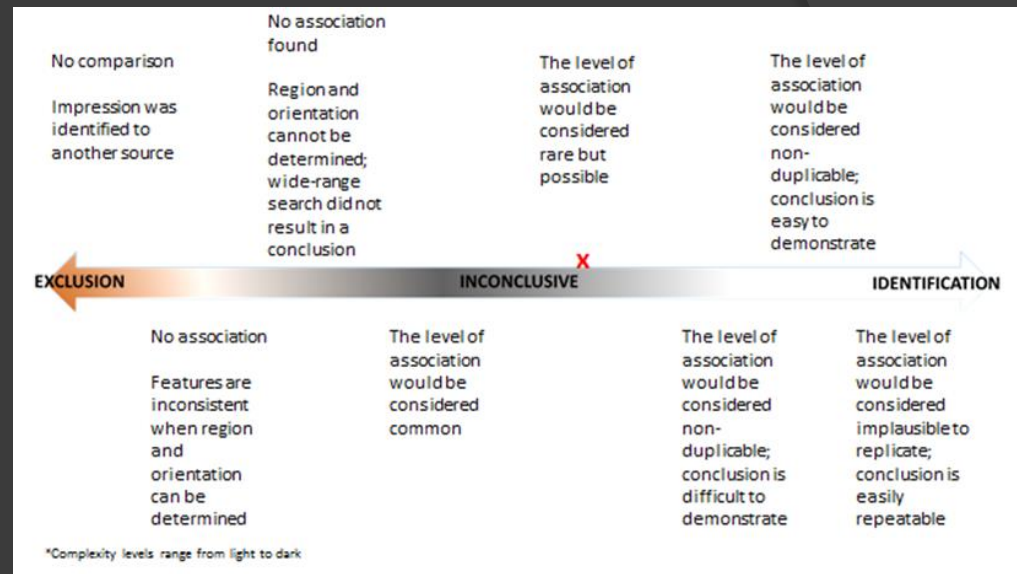 No comparison
Impression was
identified to
another source
No association
found
Region and
orientation
cannot be
determined;
wide-range
search did not
result in a
conclusion
The level of
association
would be
considered
rare but
possible
The level of
association
would be
considered
non-
duplicable;
conclusion is
easy to
demonstrate
X
EXCLUSION
INCONCLUSIVE
IDENTIFICATION
No association
Features are
inconsistent
when region
and
orientation
can be
determined
The level of
association
would be
considered
common
The level of
association
would be
considered
non-
duplicable;
conclusion is
difficult to
demonstrate
The level of
association
would be
considered
implausible to
replicate;
conclusion is
easily
repeatable
*Complexity levels range from light to dark